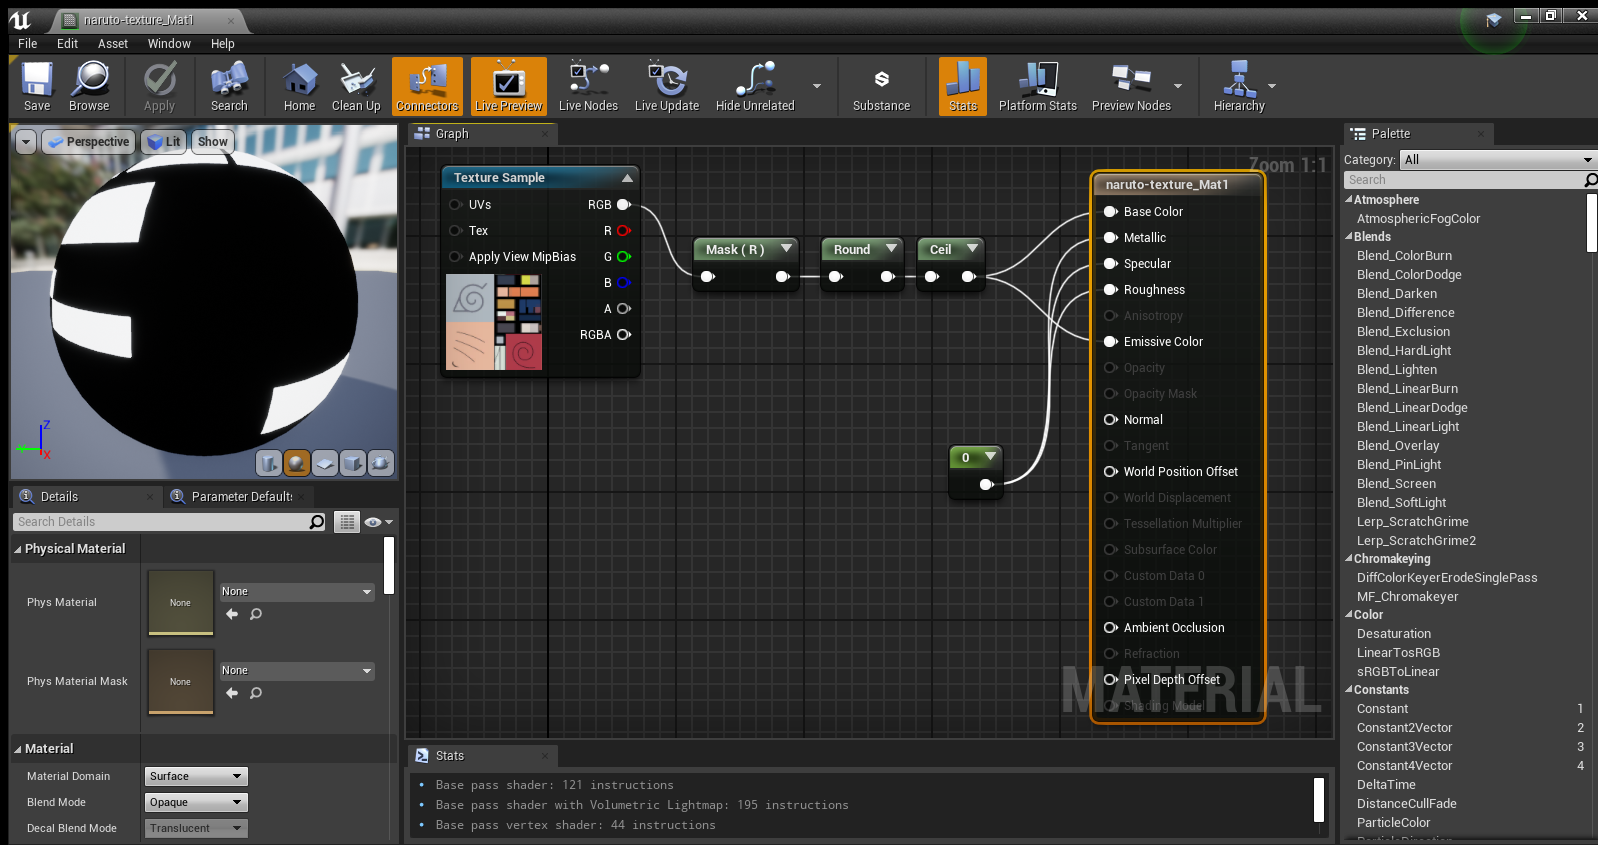 naruto-texture_Mat1
File Edit Asset Window Help
Save Browse Apply Search Home Clean Up Connectors Live Preview Live Nodes Live Update Hide Unrelated Substance Stats Platform Stats Preview Nodes Hierarchy
Perspective Lit Show
Z
X
Details Parameter Defaults
Search Details
Physical Material
Phys Material None None
Phys Material Mask None None
Material
Material Domain Surface
Blend Mode Opaque
Decal Blend Mode Translucent
Graph
Zoom 1:1
Texture Sample
UVs RGB
Tex R
Apply View MipBias G
B
A
RGBA
Mask ( R )
Round
Ceil
0
naruto-texture_Mat1
Base Color
Metallic
Specular
Roughness
Anisotropy
Emissive Color
Opacity
Opacity Mask
Normal
Tangent
World Position Offset
World Displacement
Tessellation Multiplier
Subsurface Color
Custom Data 0
Custom Data 1
Ambient Occlusion
Refraction
Pixel Depth Offset
Shading Model
MATERIAL
Stats
Base pass shader: 121 instructions
Base pass shader with Volumetric Lightmap: 195 instructions
Base pass vertex shader: 44 instructions
Palette
Category: All
Search
Atmosphere
AtmosphericFogColor
Blends
Blend_ColorBurn
Blend_ColorDodge
Blend_Darken
Blend_Difference
Blend_Exclusion
Blend_HardLight
Blend_Lighten
Blend_LinearBurn
Blend_LinearDodge
Blend_LinearLight
Blend_Overlay
Blend_PinLight
Blend_Screen
Blend_SoftLight
Lerp_ScratchGrime
Lerp_ScratchGrime2
Chromakeying
DiffColorKeyerErodeSinglePass
MF_Chromakeyer
Color
Desaturation
LinearTosRGB
sRGBToLinear
Constants
Constant 1
Constant2Vector 2
Constant3Vector 3
Constant4Vector 4
DeltaTime
DistanceCullFade
ParticleColor